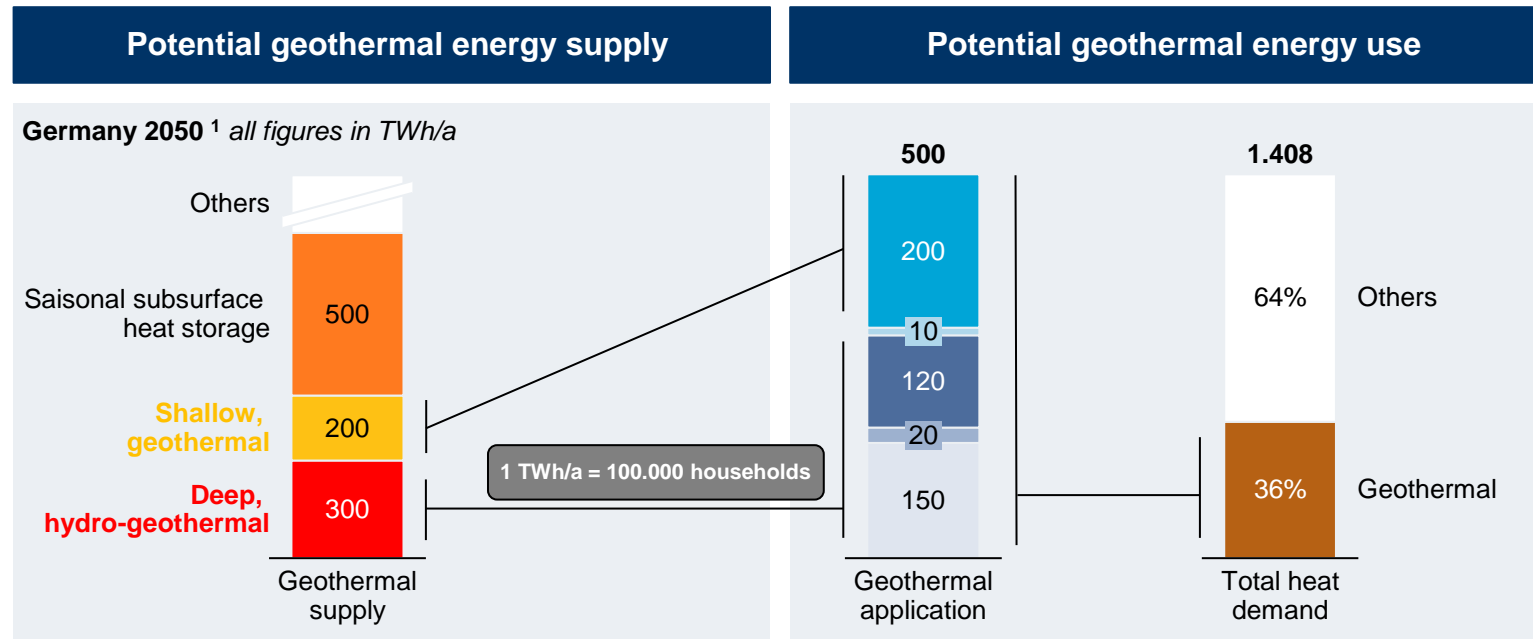 Potential geothermal energy supply
Germany 2050 ¹ all figures in TWh/a
Others
Saisonal subsurface
heat storage
500
Shallow,
geothermal
200
Deep,
hydro-geothermal
300
Geothermal
supply
1 TWh/a = 100.000 households
Potential geothermal energy use
500
200
10
120
20
150
Geothermal
application
1.408
64%
Others
36%
Geothermal
Total heat
demand